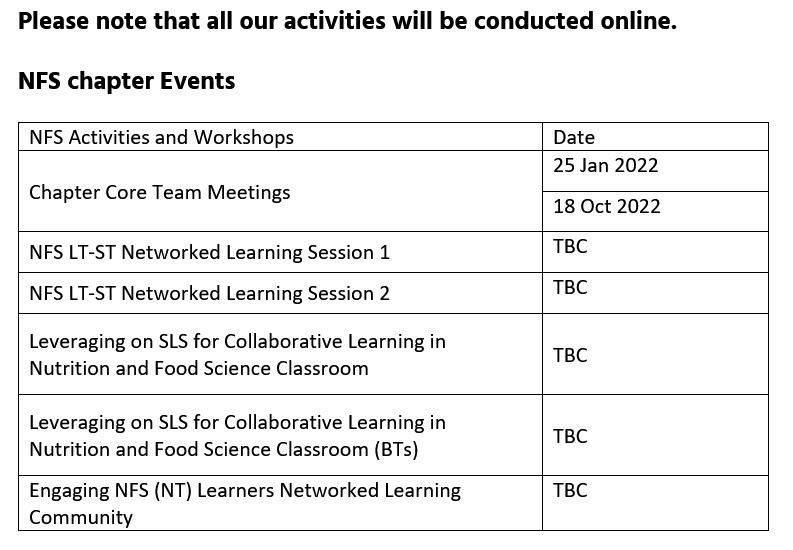 Please note that all our activities will be conducted online.
NFS chapter Events
NFS Activities and Workshops
Date
Chapter Core Team Meetings
25 Jan 2022
18 Oct 2022
NFS LT-ST Networked Learning Session 1
TBC
NFS LT-ST Networked Learning Session 2
TBC
Leveraging on SLS for Collaborative Learning in
Nutrition and Food Science Classroom
TBC
Leveraging on SLS for Collaborative Learning in
Nutrition and Food Science Classroom (BTs)
TBC
Engaging NFS (NT) Learners Networked Learning
Community
TBC